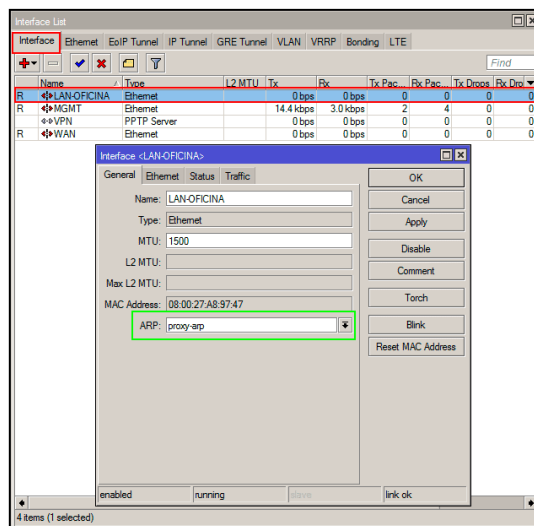 Interface List
Interface Ethernet EoIP Tunnel IP Tunnel GRE Tunnel VLAN VRRP Bonding LTE
Find
Name Type L2 MTU Tx Rx Tx Pac... Rx Pac... Tx Drops Rx Dro
R LAN-OFICINA Ethernet 0 bps 0 bps 0 0 0 0
R MGMT Ethernet 14.4 kbps 3.0 kbps 2 4 0 0
VPN PPTP Server 0 bps 0 bps 0 0 0 0
R WAN Ethernet 0 bps 0 bps 0 0 0 0
Interface <LAN-OFICINA>
General Ethernet Status Traffic
Name: LAN-OFICINA
Type: Ethernet
MTU: 1500
L2 MTU:
Max L2 MTU:
MAC Address: 08:00:27:A8:97:47
ARP: proxy-arp
OK
Cancel
Apply
Disable
Comment
Torch
Blink
Reset MAC Address
enabled running slave link ok
4 items (1 selected)